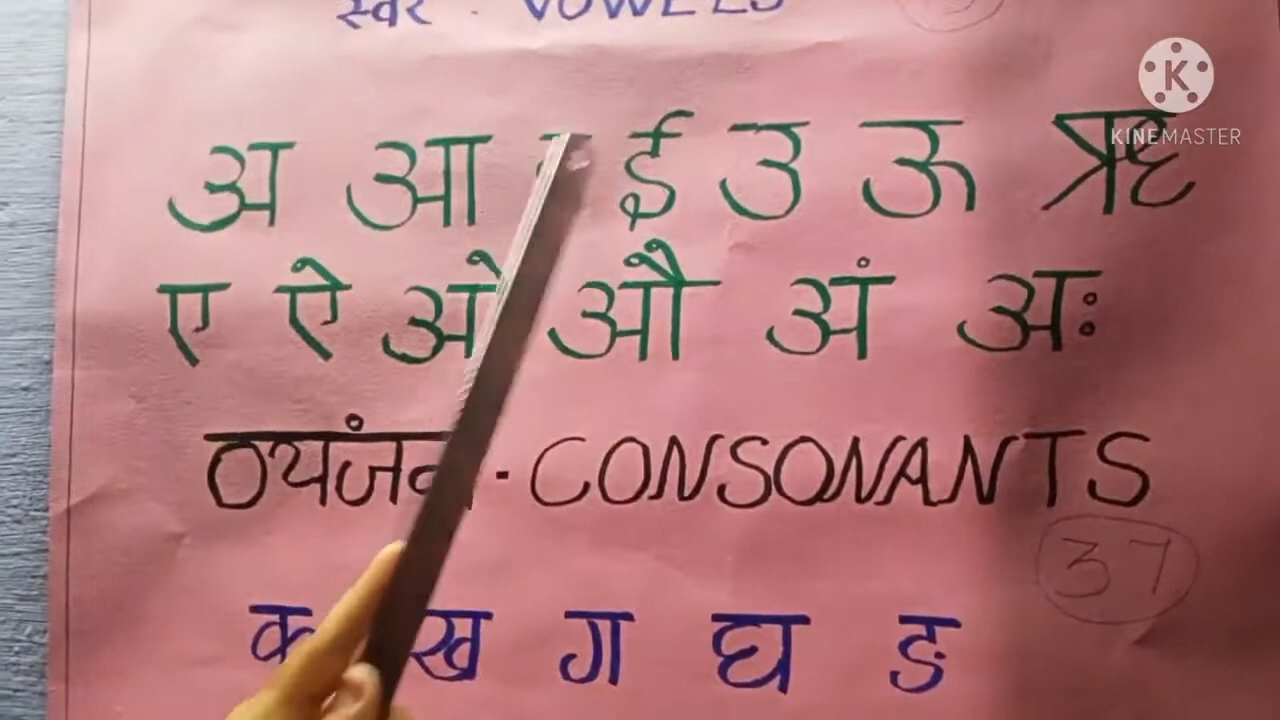 स्वर - VOWELS
K
KINEMASTER
अ आ ई उ ऊ ऋ
ए ऐ ओ औ अं अः
व्यंजन - CONSONANTS
37
क ख ग घ ङ